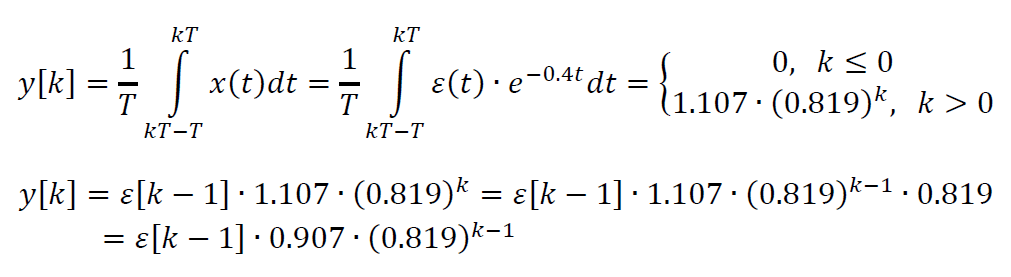 y[k] = 1/T ∫_{kT−T}^{kT} x(t)dt = 1/T ∫_{kT−T}^{kT} ε(t) · e^{−0.4t} dt = { 0, k ≤ 0
1.107 · (0.819)^k, k > 0
y[k] = ε[k − 1] · 1.107 · (0.819)^k = ε[k − 1] · 1.107 · (0.819)^{k−1} · 0.819
= ε[k − 1] · 0.907 · (0.819)^{k−1}